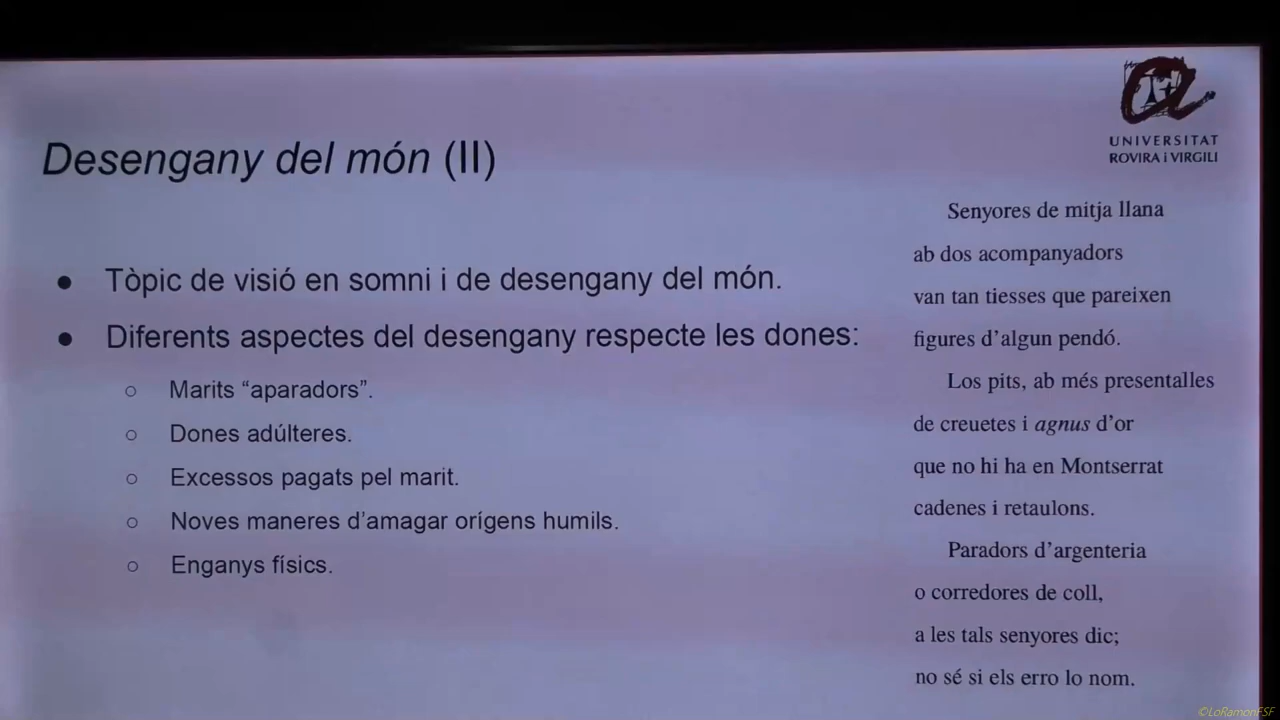 UNIVERSITAT
ROVIRA i VIRGILI
Desengany del món (II)
● Tòpic de visió en somni i de desengany del món.
● Diferents aspectes del desengany respecte les dones:
○ Marits “aparadors”.
○ Dones adúlteres.
○ Excessos pagats pel marit.
○ Noves maneres d’amagar orígens humils.
○ Enganys físics.
Senyores de mitja llana
ab dos acompanyadors
van tan tiesses que pareixen
figures d’algun pendó.
Los pits, ab més presentalles
de creuetes i agnus d’or
que no hi ha en Montserrat
cadenes i retaulons.
Paradors d’argenteria
o corredores de coll,
a les tals senyores dic;
no sé si els erro lo nom.
©LoRamonFSF